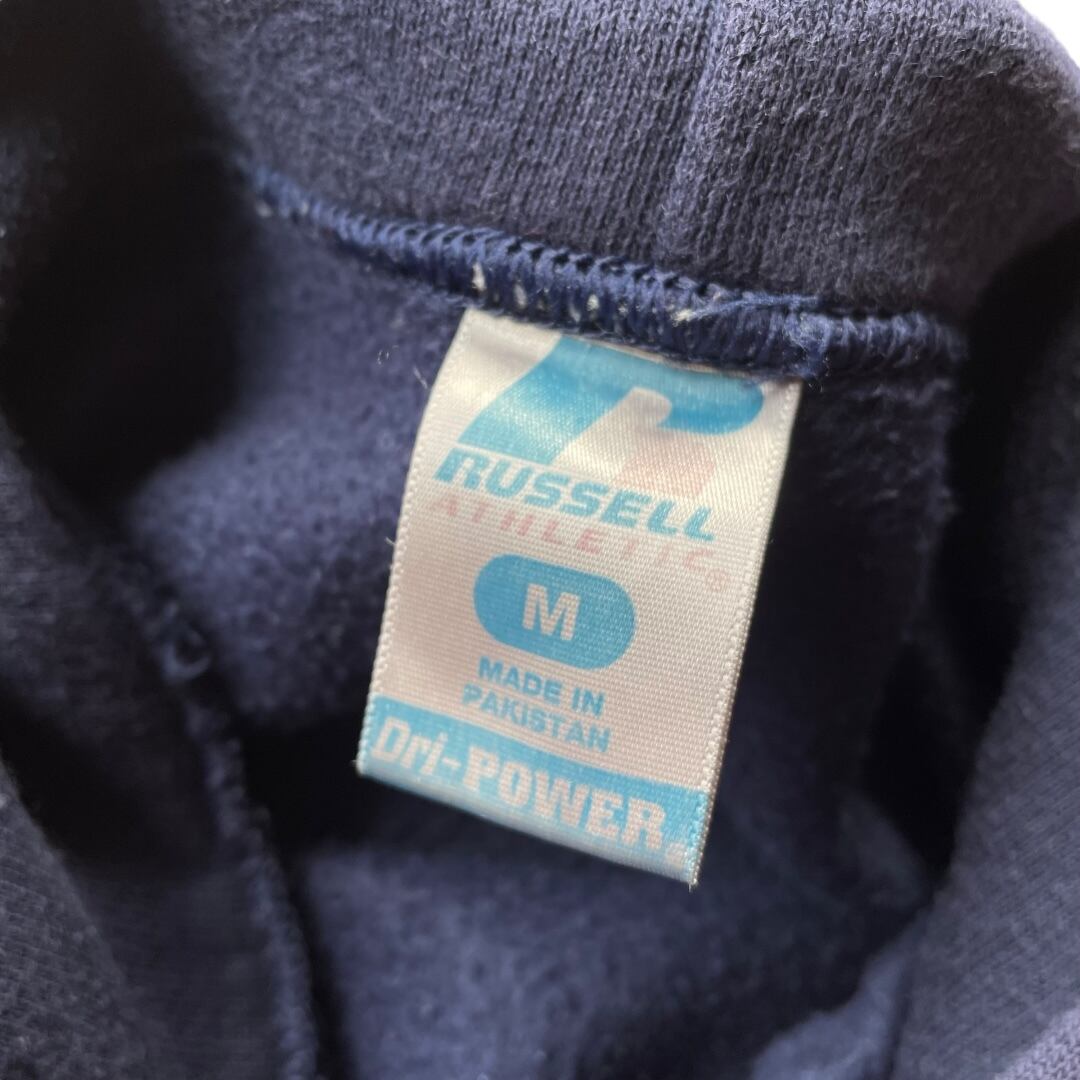 RUSSELL
ATHLETIC®
M
MADE IN
PAKISTAN
Dri-POWER®